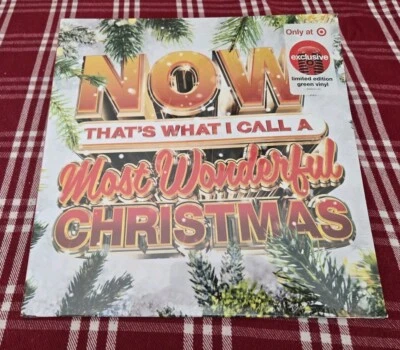 Only at
exclusive
limited edition
green vinyl
NOW
THAT'S WHAT I CALL A
Most Wonderful
CHRISTMAS